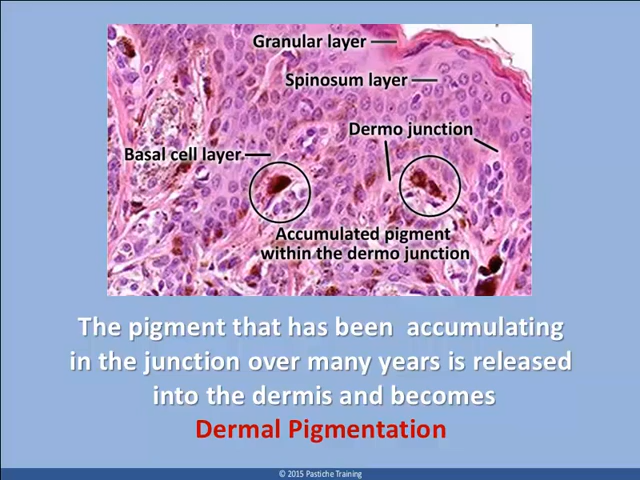 Granular layer
Spinosum layer
Dermo junction
Basal cell layer
Accumulated pigment
within the dermo junction
The pigment that has been accumulating
in the junction over many years is released
into the dermis and becomes
Dermal Pigmentation
© 2015 Pastiche Training